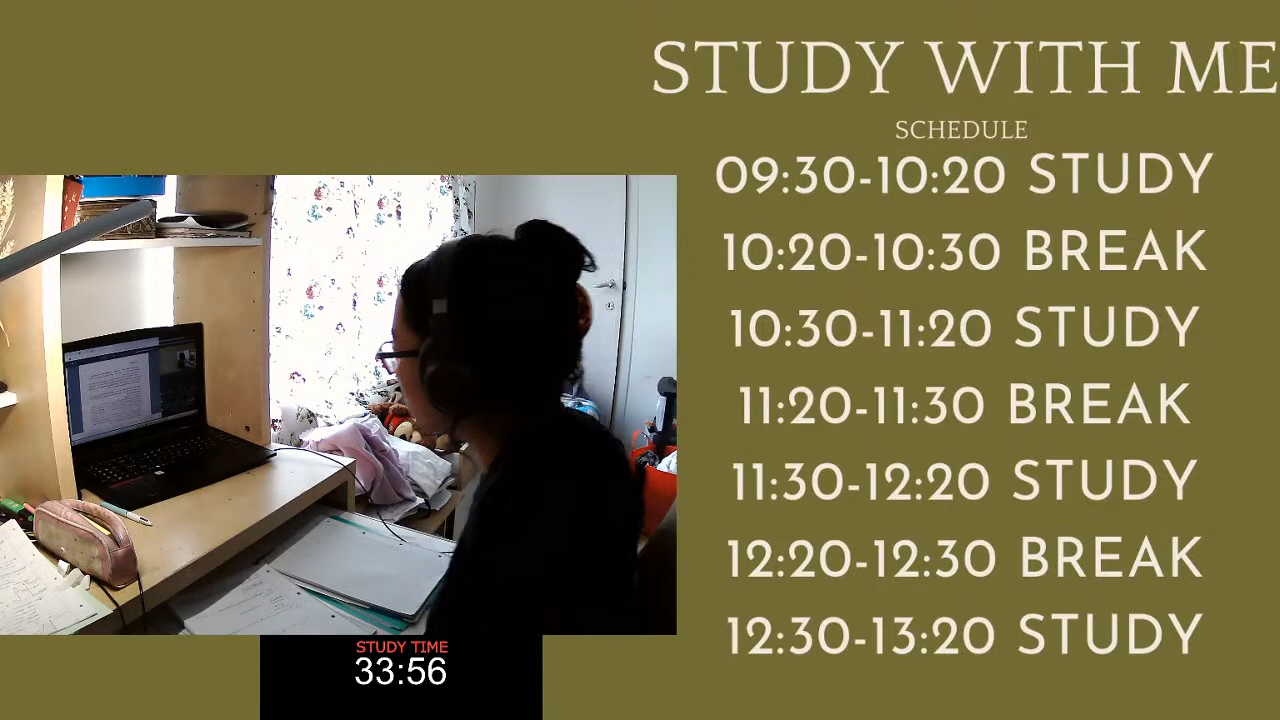 STUDY WITH ME
SCHEDULE
09:30-10:20 STUDY
10:20-10:30 BREAK
10:30-11:20 STUDY
11:20-11:30 BREAK
11:30-12:20 STUDY
12:20-12:30 BREAK
12:30-13:20 STUDY
STUDY TIME
33:56